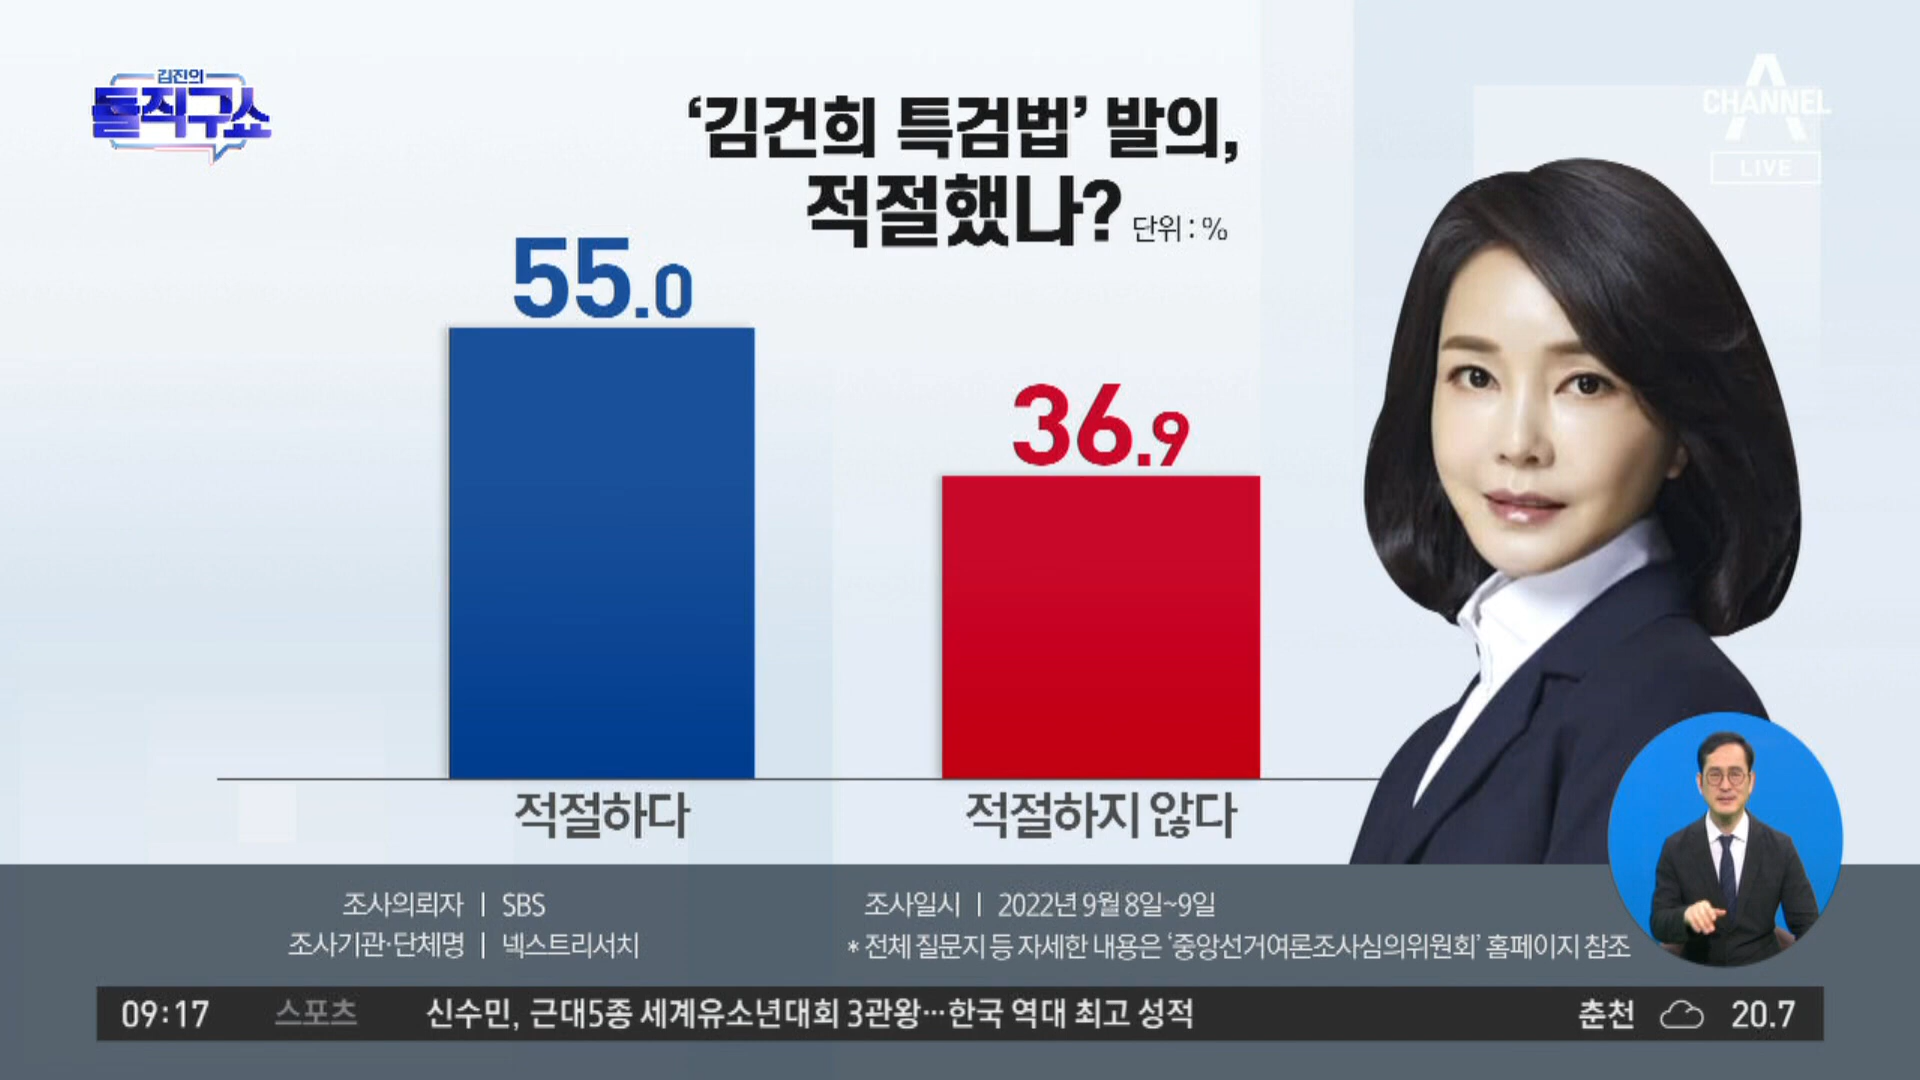 김진의
돌직구쇼
CHANNEL
A
LIVE
‘김건희 특검법’ 발의,
적절했나? 단위 : %
55.0
36.9
적절하다
적절하지 않다
조사의뢰자 | SBS
조사일시 | 2022년 9월 8일~9일
조사기관·단체명 | 넥스트리서치
* 전체 질문지 등 자세한 내용은 ‘중앙선거여론조사심의위원회’ 홈페이지 참조
09:17 스포츠 신수민, 근대5종 세계유소년대회 3관왕…한국 역대 최고 성적 춘천 20.7